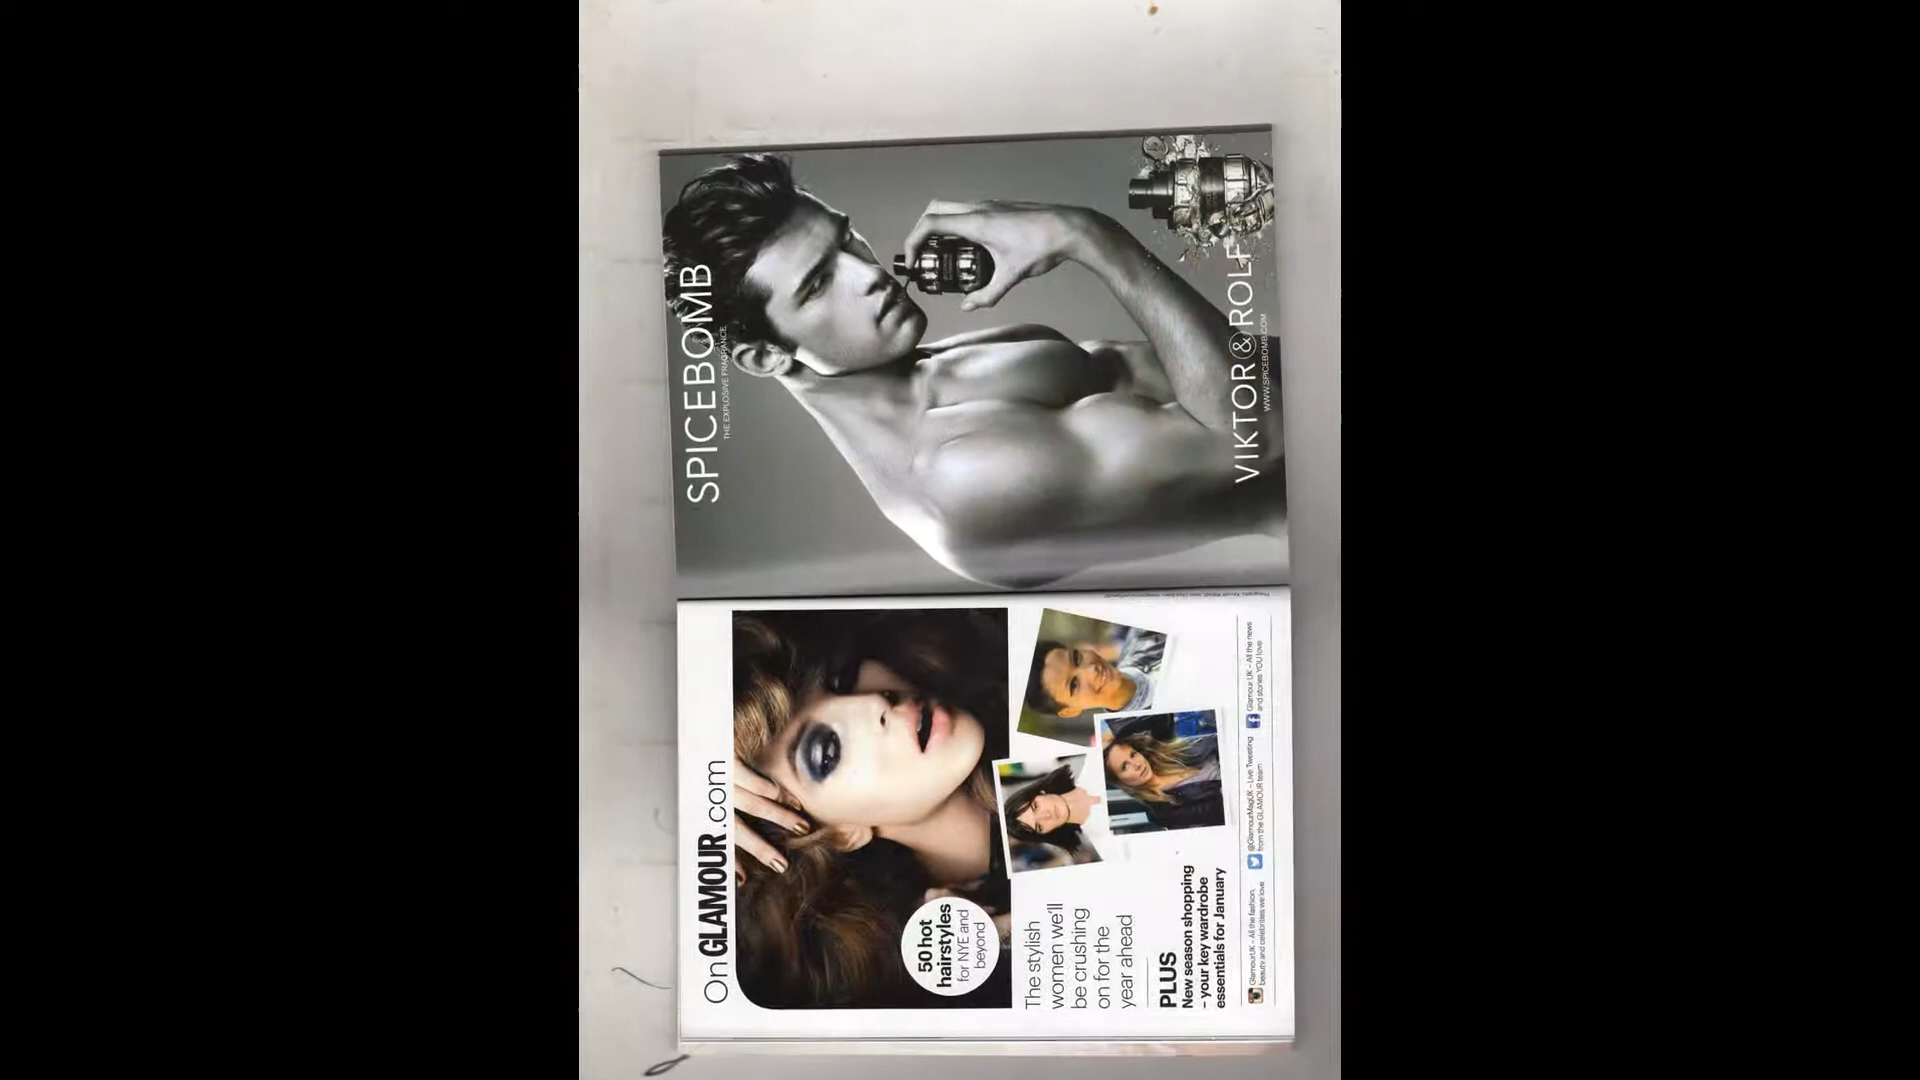 On GLAMOUR.com
50 hot
hairstyles
for NYE and
beyond
The stylish
women we'll
be crushing
on for the
year ahead
PLUS
New season shopping
– your key wardrobe
essentials for January
GlamourUK – All the fashion,
beauty and celebrities we love
@GlamourMagUK – Live Tweeting
from the GLAMOUR team
Glamour UK – All the news
and stories YOU love
SPICEBOMB
THE EXPLOSIVE FRAGRANCE
VIKTOR & ROLF
WWW.SPICEBOMB.COM